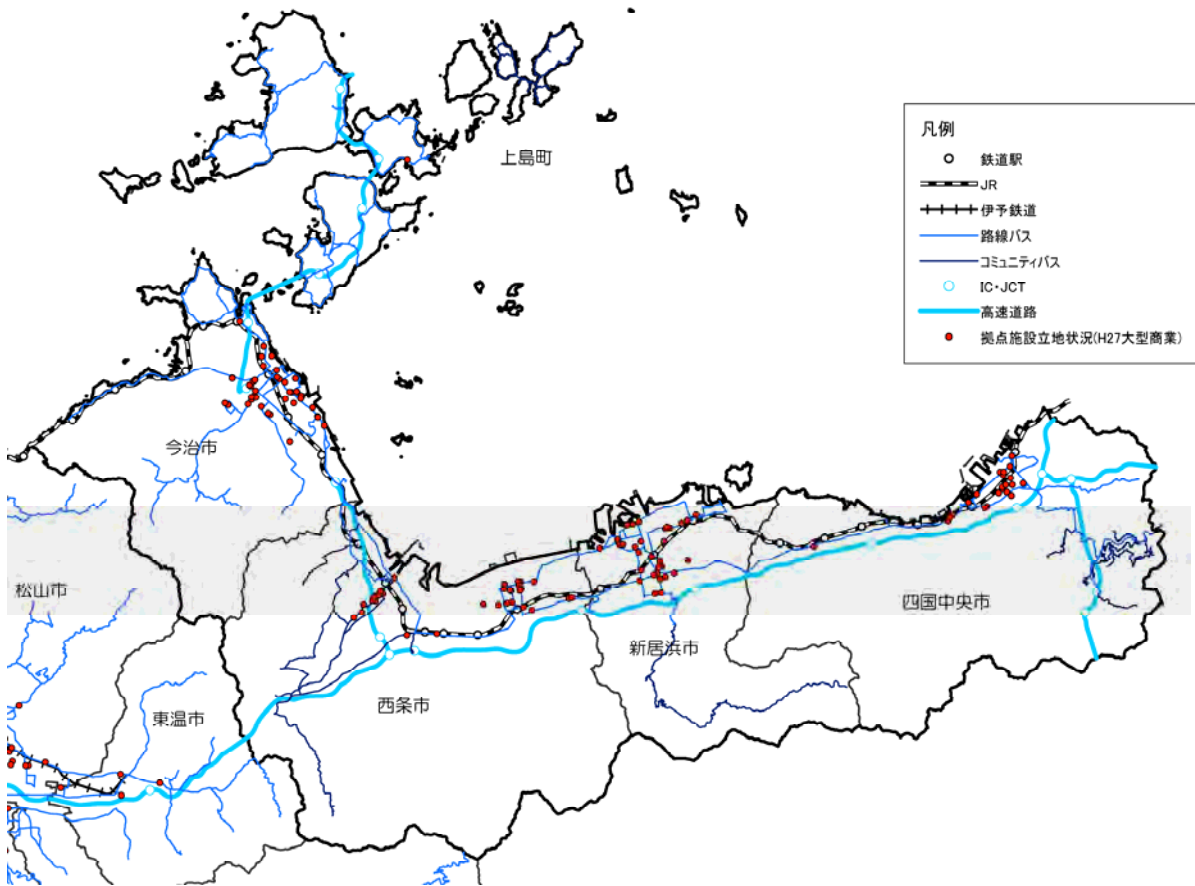 上島町
凡例
鉄道駅
JR
伊予鉄道
路線バス
コミュニティバス
IC・JCT
高速道路
拠点施設立地状況(H27大型商業)
今治市
松山市
四国中央市
新居浜市
西条市
東温市